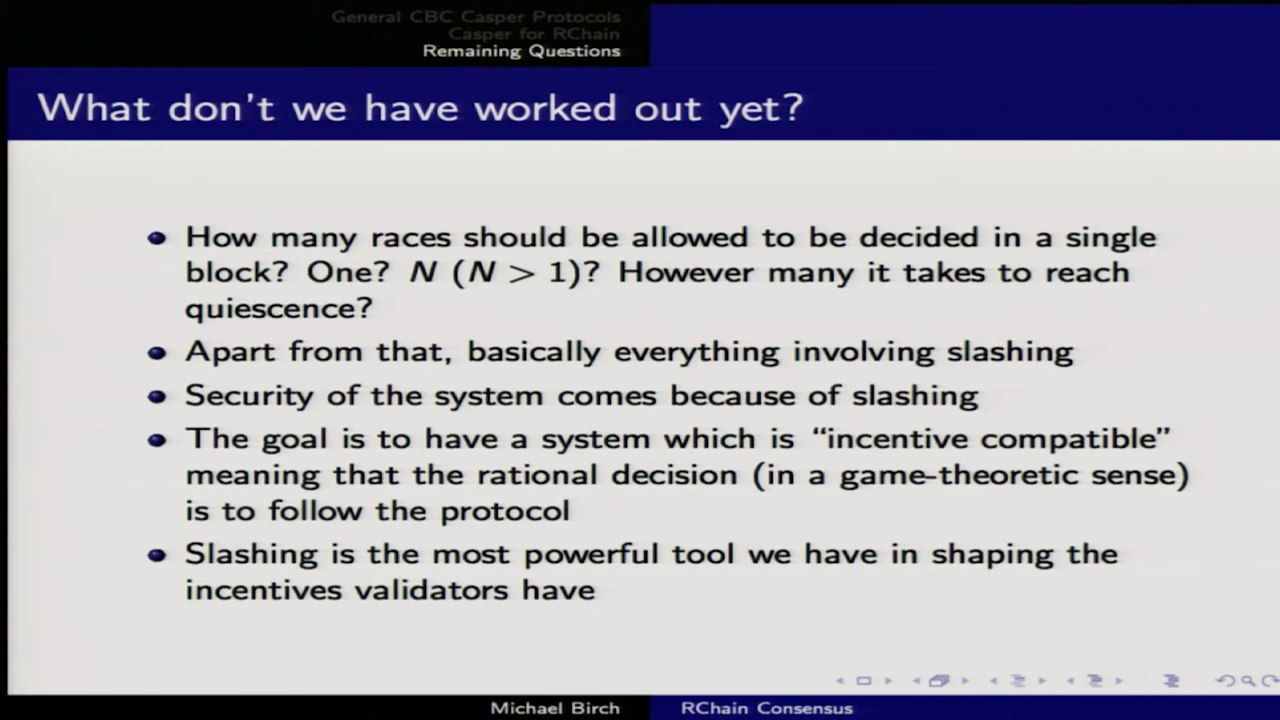 General CBC Casper Protocols
Casper for RChain
Remaining Questions
What don't we have worked out yet?
How many races should be allowed to be decided in a single
block? One? N (N > 1)? However many it takes to reach
quiescence?
Apart from that, basically everything involving slashing
Security of the system comes because of slashing
The goal is to have a system which is “incentive compatible”
meaning that the rational decision (in a game-theoretic sense)
is to follow the protocol
Slashing is the most powerful tool we have in shaping the
incentives validators have
Michael Birch
RChain Consensus